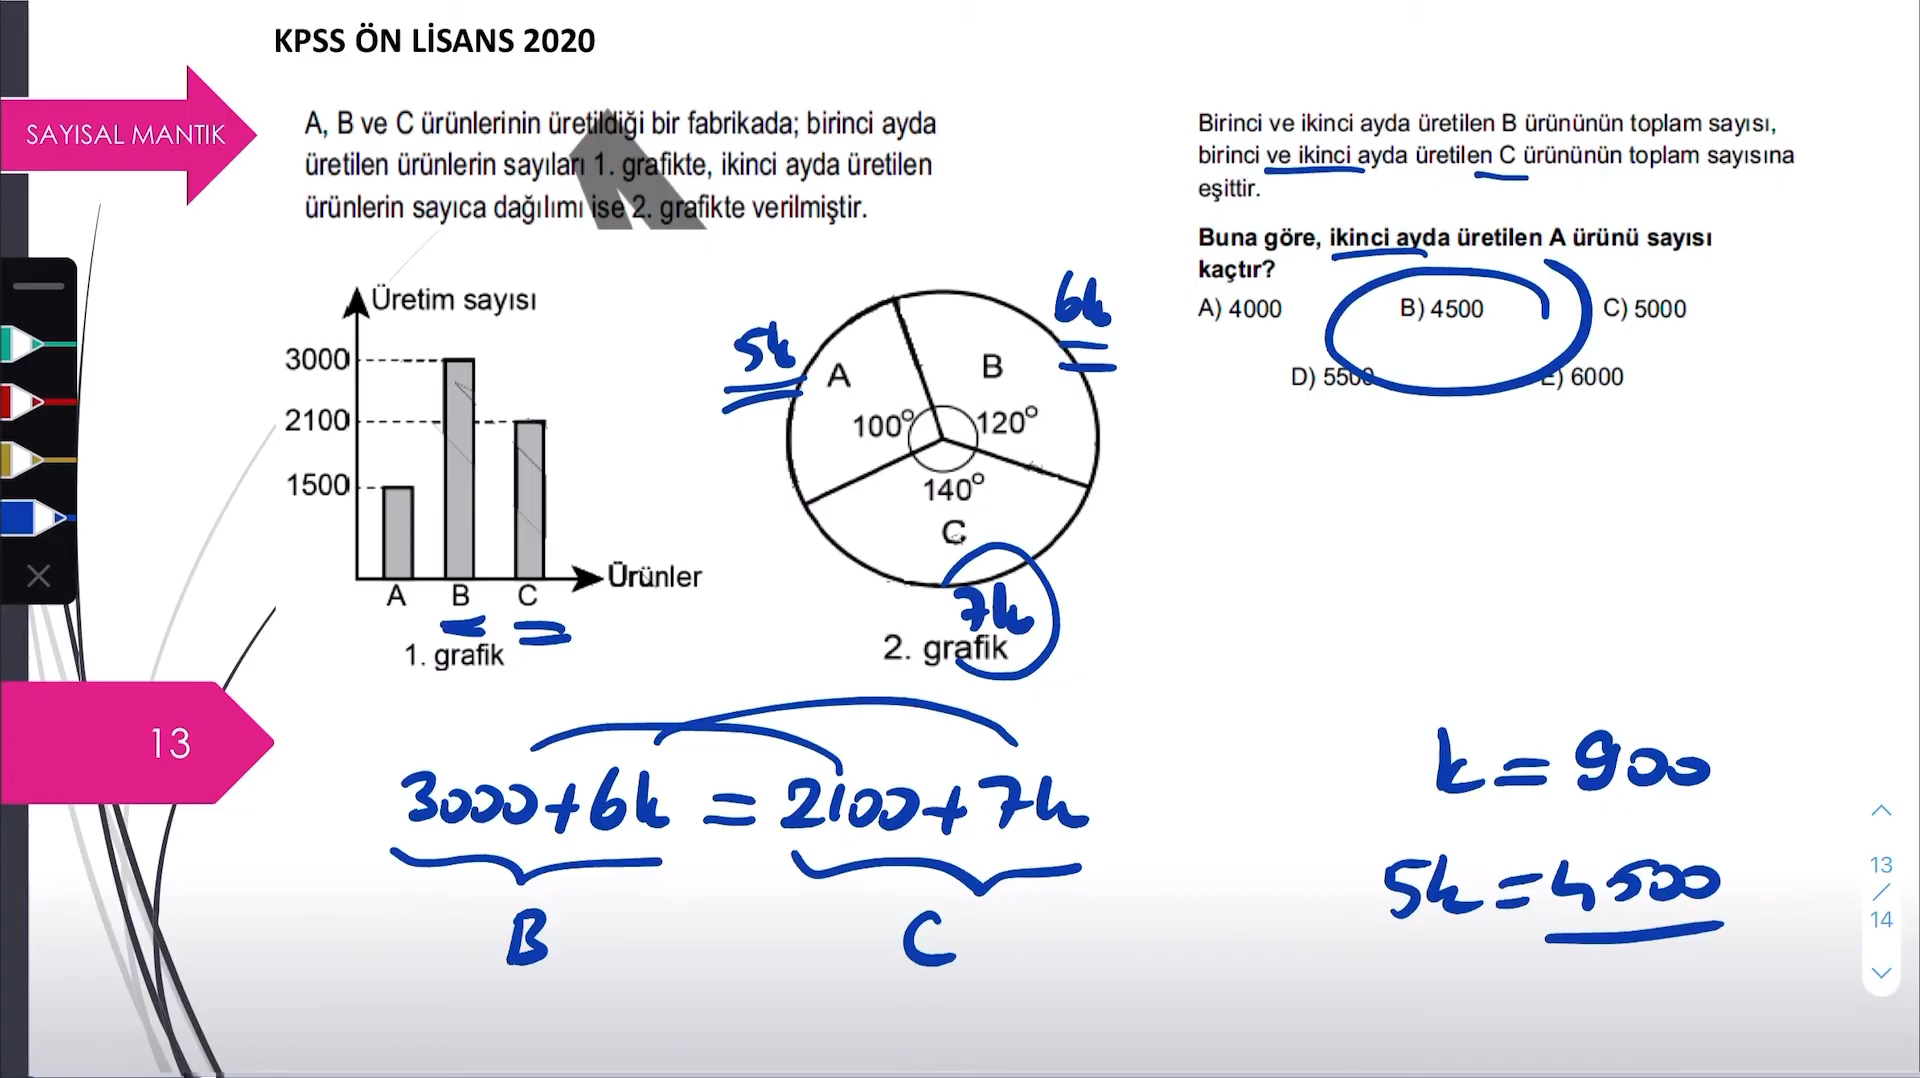 KPSS ÖN LİSANS 2020
SAYISAL MANTIK
A, B ve C ürünlerinin üretildiği bir fabrikada; birinci ayda
üretilen ürünlerin sayıları 1. grafikte, ikinci ayda üretilen
ürünlerin sayıca dağılımı ise 2. grafikte verilmiştir.
Üretim sayısı
3000
2100
1500
A B C
Ürünler
1. grafik
5k
6k
A
B
100°
120°
140°
C
7k
2. grafik
Birinci ve ikinci ayda üretilen B ürününün toplam sayısı,
birinci ve ikinci ayda üretilen C ürününün toplam sayısına
eşittir.
Buna göre, ikinci ayda üretilen A ürünü sayısı
kaçtır?
A) 4000 B) 4500 C) 5000
D) 5500 E) 6000
13
3000+6k = 2100+7k
B C
k = 900
5k = 4500
13
/
14